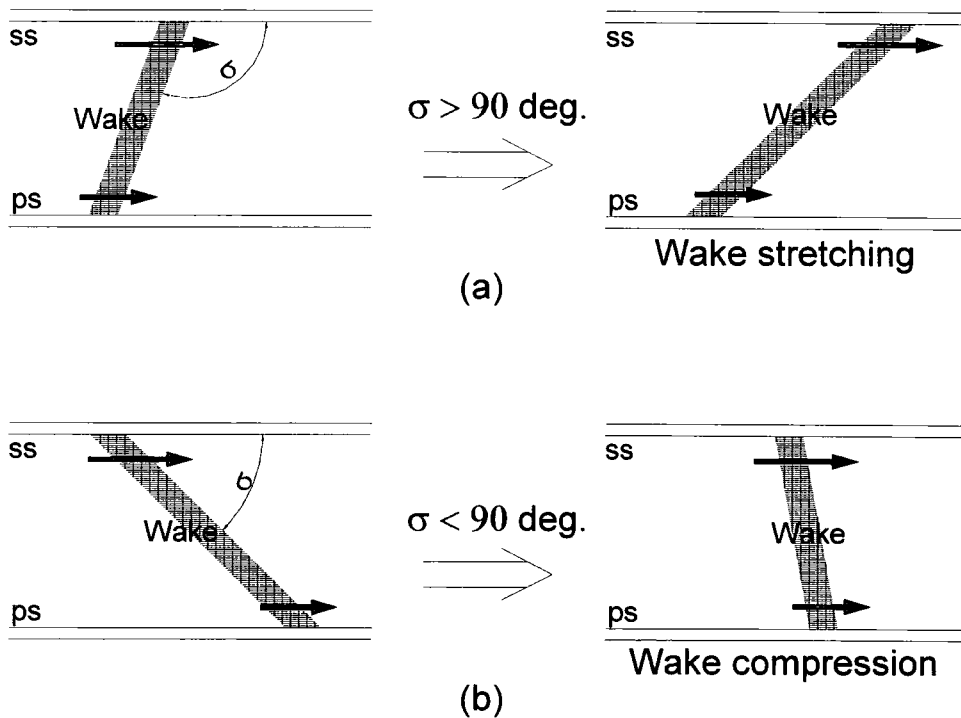 ss
σ
Wake
ps
σ > 90 deg.
ss
Wake
ps
Wake stretching
(a)
ss
σ
Wake
ps
σ < 90 deg.
ss
Wake
ps
Wake compression
(b)